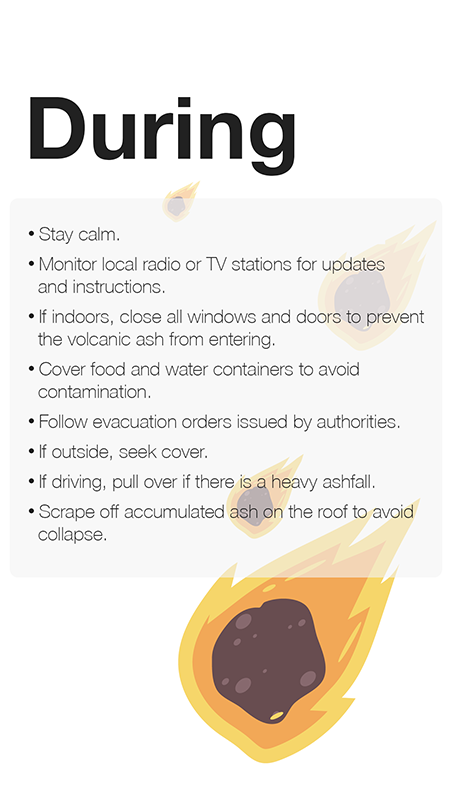 During
• Stay calm.
• Monitor local radio or TV stations for updates
and instructions.
• If indoors, close all windows and doors to prevent
the volcanic ash from entering.
• Cover food and water containers to avoid
contamination.
• Follow evacuation orders issued by authorities.
• If outside, seek cover.
• If driving, pull over if there is a heavy ashfall.
• Scrape off accumulated ash on the roof to avoid
collapse.